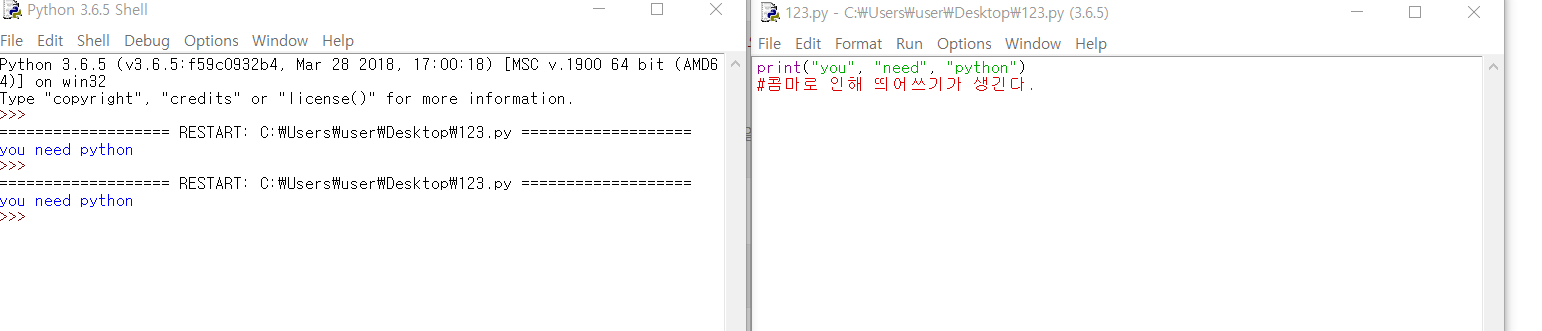 Python 3.6.5 Shell
File Edit Shell Debug Options Window Help
Python 3.6.5 (v3.6.5:f59c0932b4, Mar 28 2018, 17:00:18) [MSC v.1900 64 bit (AMD6
4)] on win32
Type "copyright", "credits" or "license()" for more information.
>>>
=================== RESTART: C:₩Users₩user₩Desktop₩123.py ===================
you need python
>>>
=================== RESTART: C:₩Users₩user₩Desktop₩123.py ===================
you need python
>>>
123.py - C:₩Users₩user₩Desktop₩123.py (3.6.5)
File Edit Format Run Options Window Help
print("you", "need", "python")
#콤마로 인해 띄어쓰기가 생긴다.